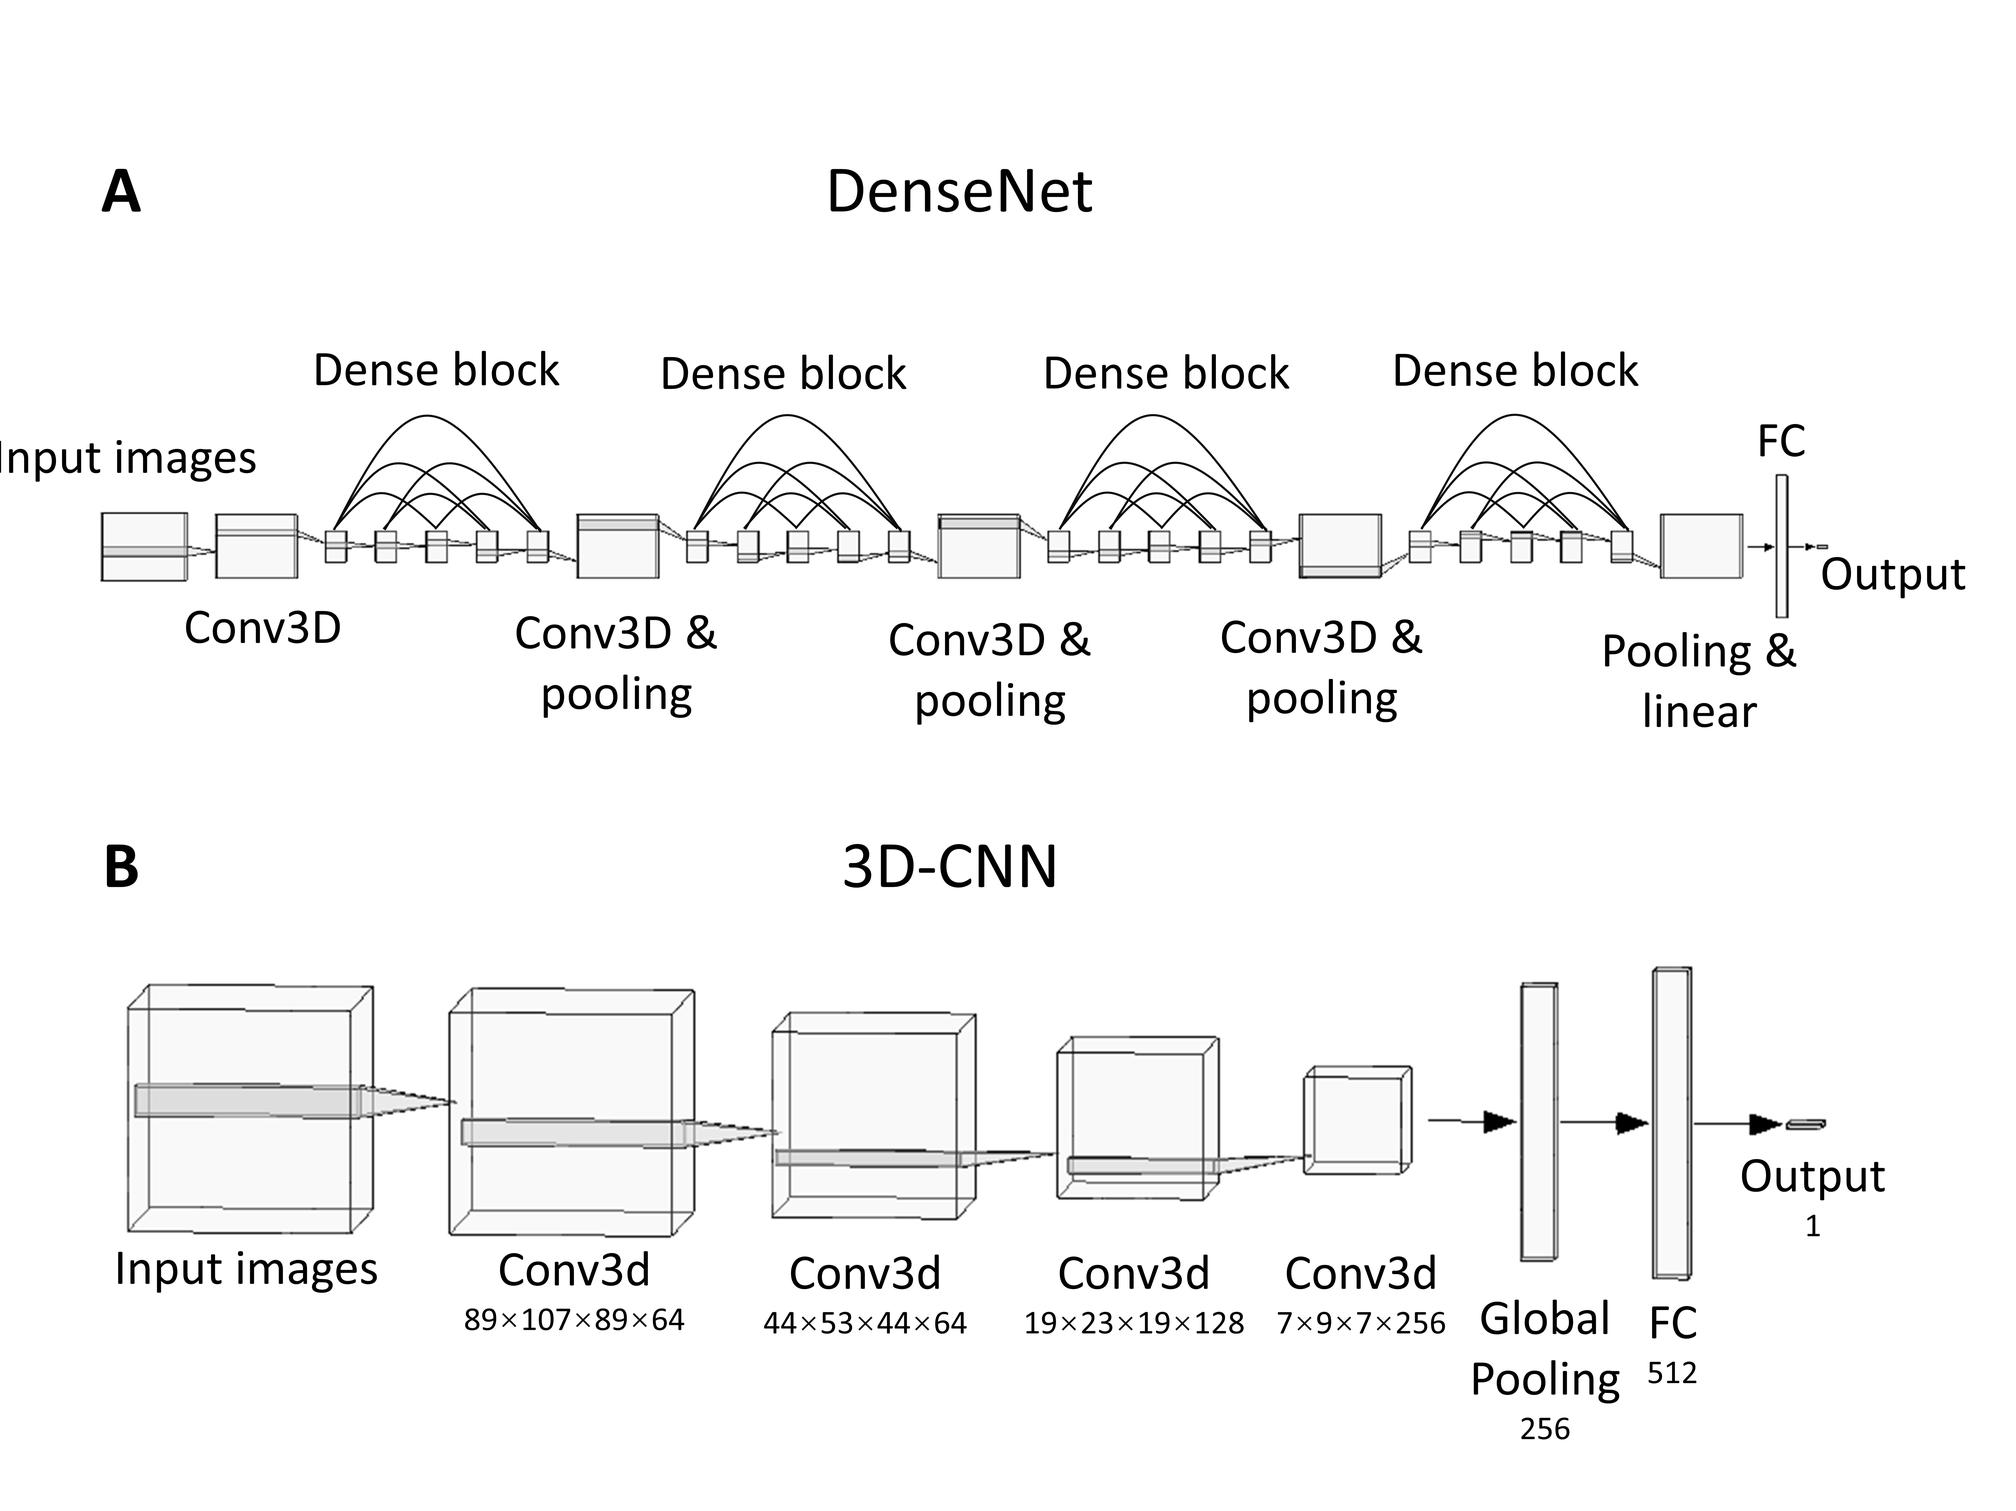 A
DenseNet
Dense block
Dense block
Dense block
Dense block
Input images
FC
Output
Conv3D
Conv3D &
pooling
Conv3D &
pooling
Conv3D &
pooling
Pooling &
linear
B
3D-CNN
Input images
Conv3d
89×107×89×64
Conv3d
44×53×44×64
Conv3d
19×23×19×128
Conv3d
7×9×7×256
Global
Pooling
256
FC
512
Output
1